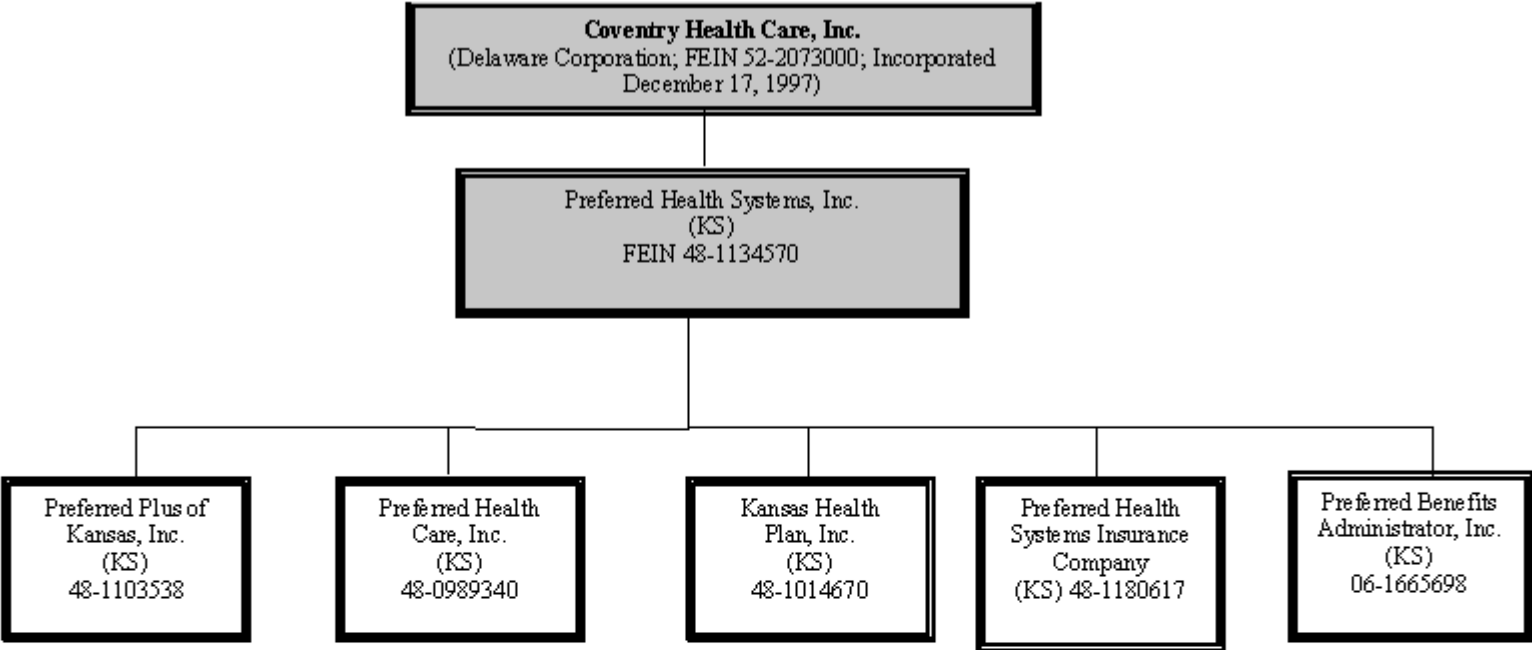 Coventry Health Care, Inc.
(Delaware Corporation; FEIN 52-2073000; Incorporated
December 17, 1997)
Preferred Health Systems, Inc.
(KS)
FEIN 48-1134570
Preferred Plus of
Kansas, Inc.
(KS)
48-1103538
Preferred Health
Care, Inc.
(KS)
48-0989340
Kansas Health
Plan, Inc.
(KS)
48-1014670
Preferred Health
Systems Insurance
Company
(KS) 48-1180617
Preferred Benefits
Administrator, Inc.
(KS)
06-1665698